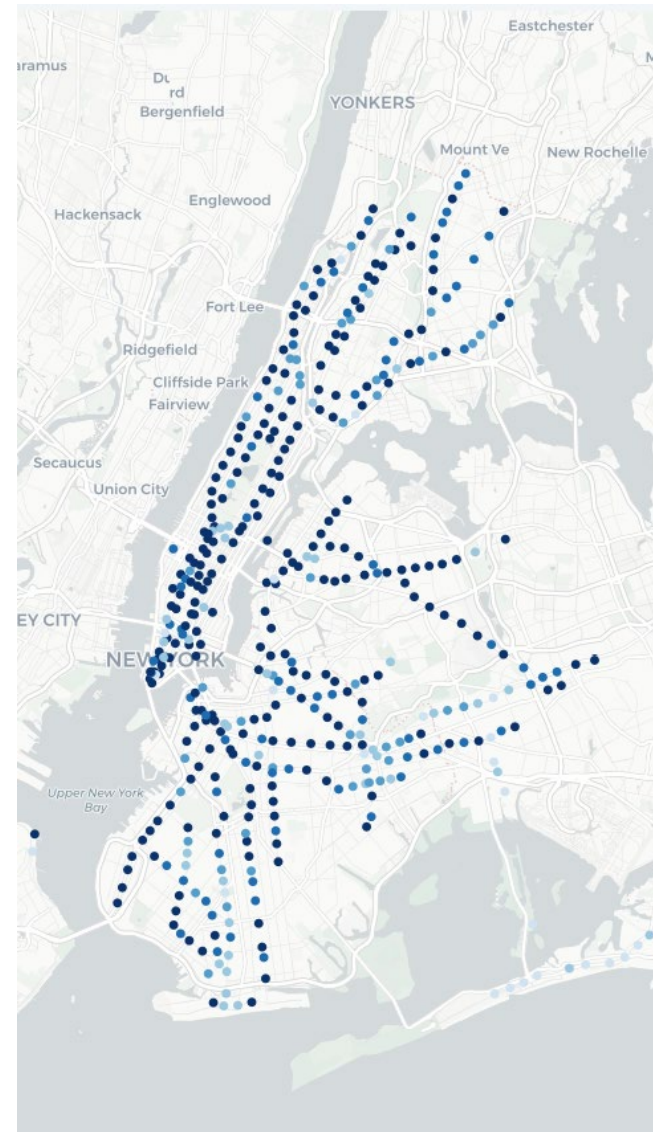 Eastchester
aramus
Du
rd
Bergenfield
YONKERS
Mount Ve
New Rochelle
Englewood
Hackensack
Fort Lee
Ridgefield
Cliffside Park
Fairview
Secaucus
Union City
EY CITY
NEW YORK
Upper New York
Bay